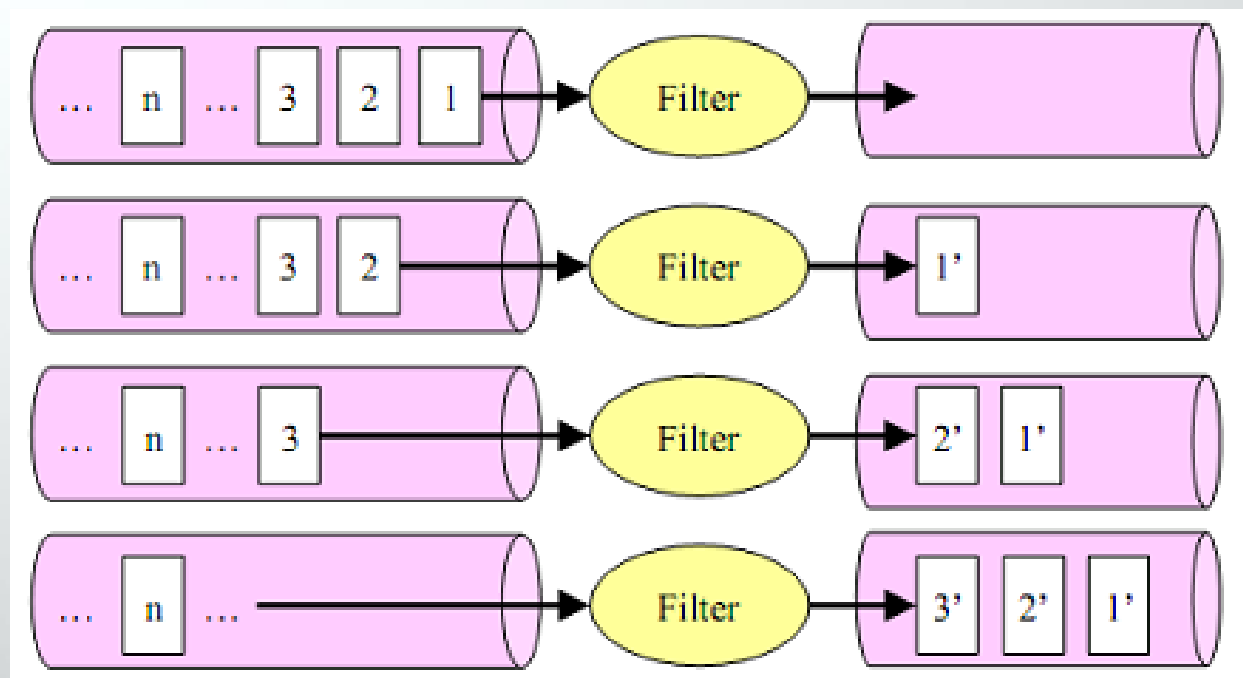 … n … 3 2 1 Filter
… n … 3 2 Filter 1’
… n … 3 Filter 2’ 1’
… n … Filter 3’ 2’ 1’